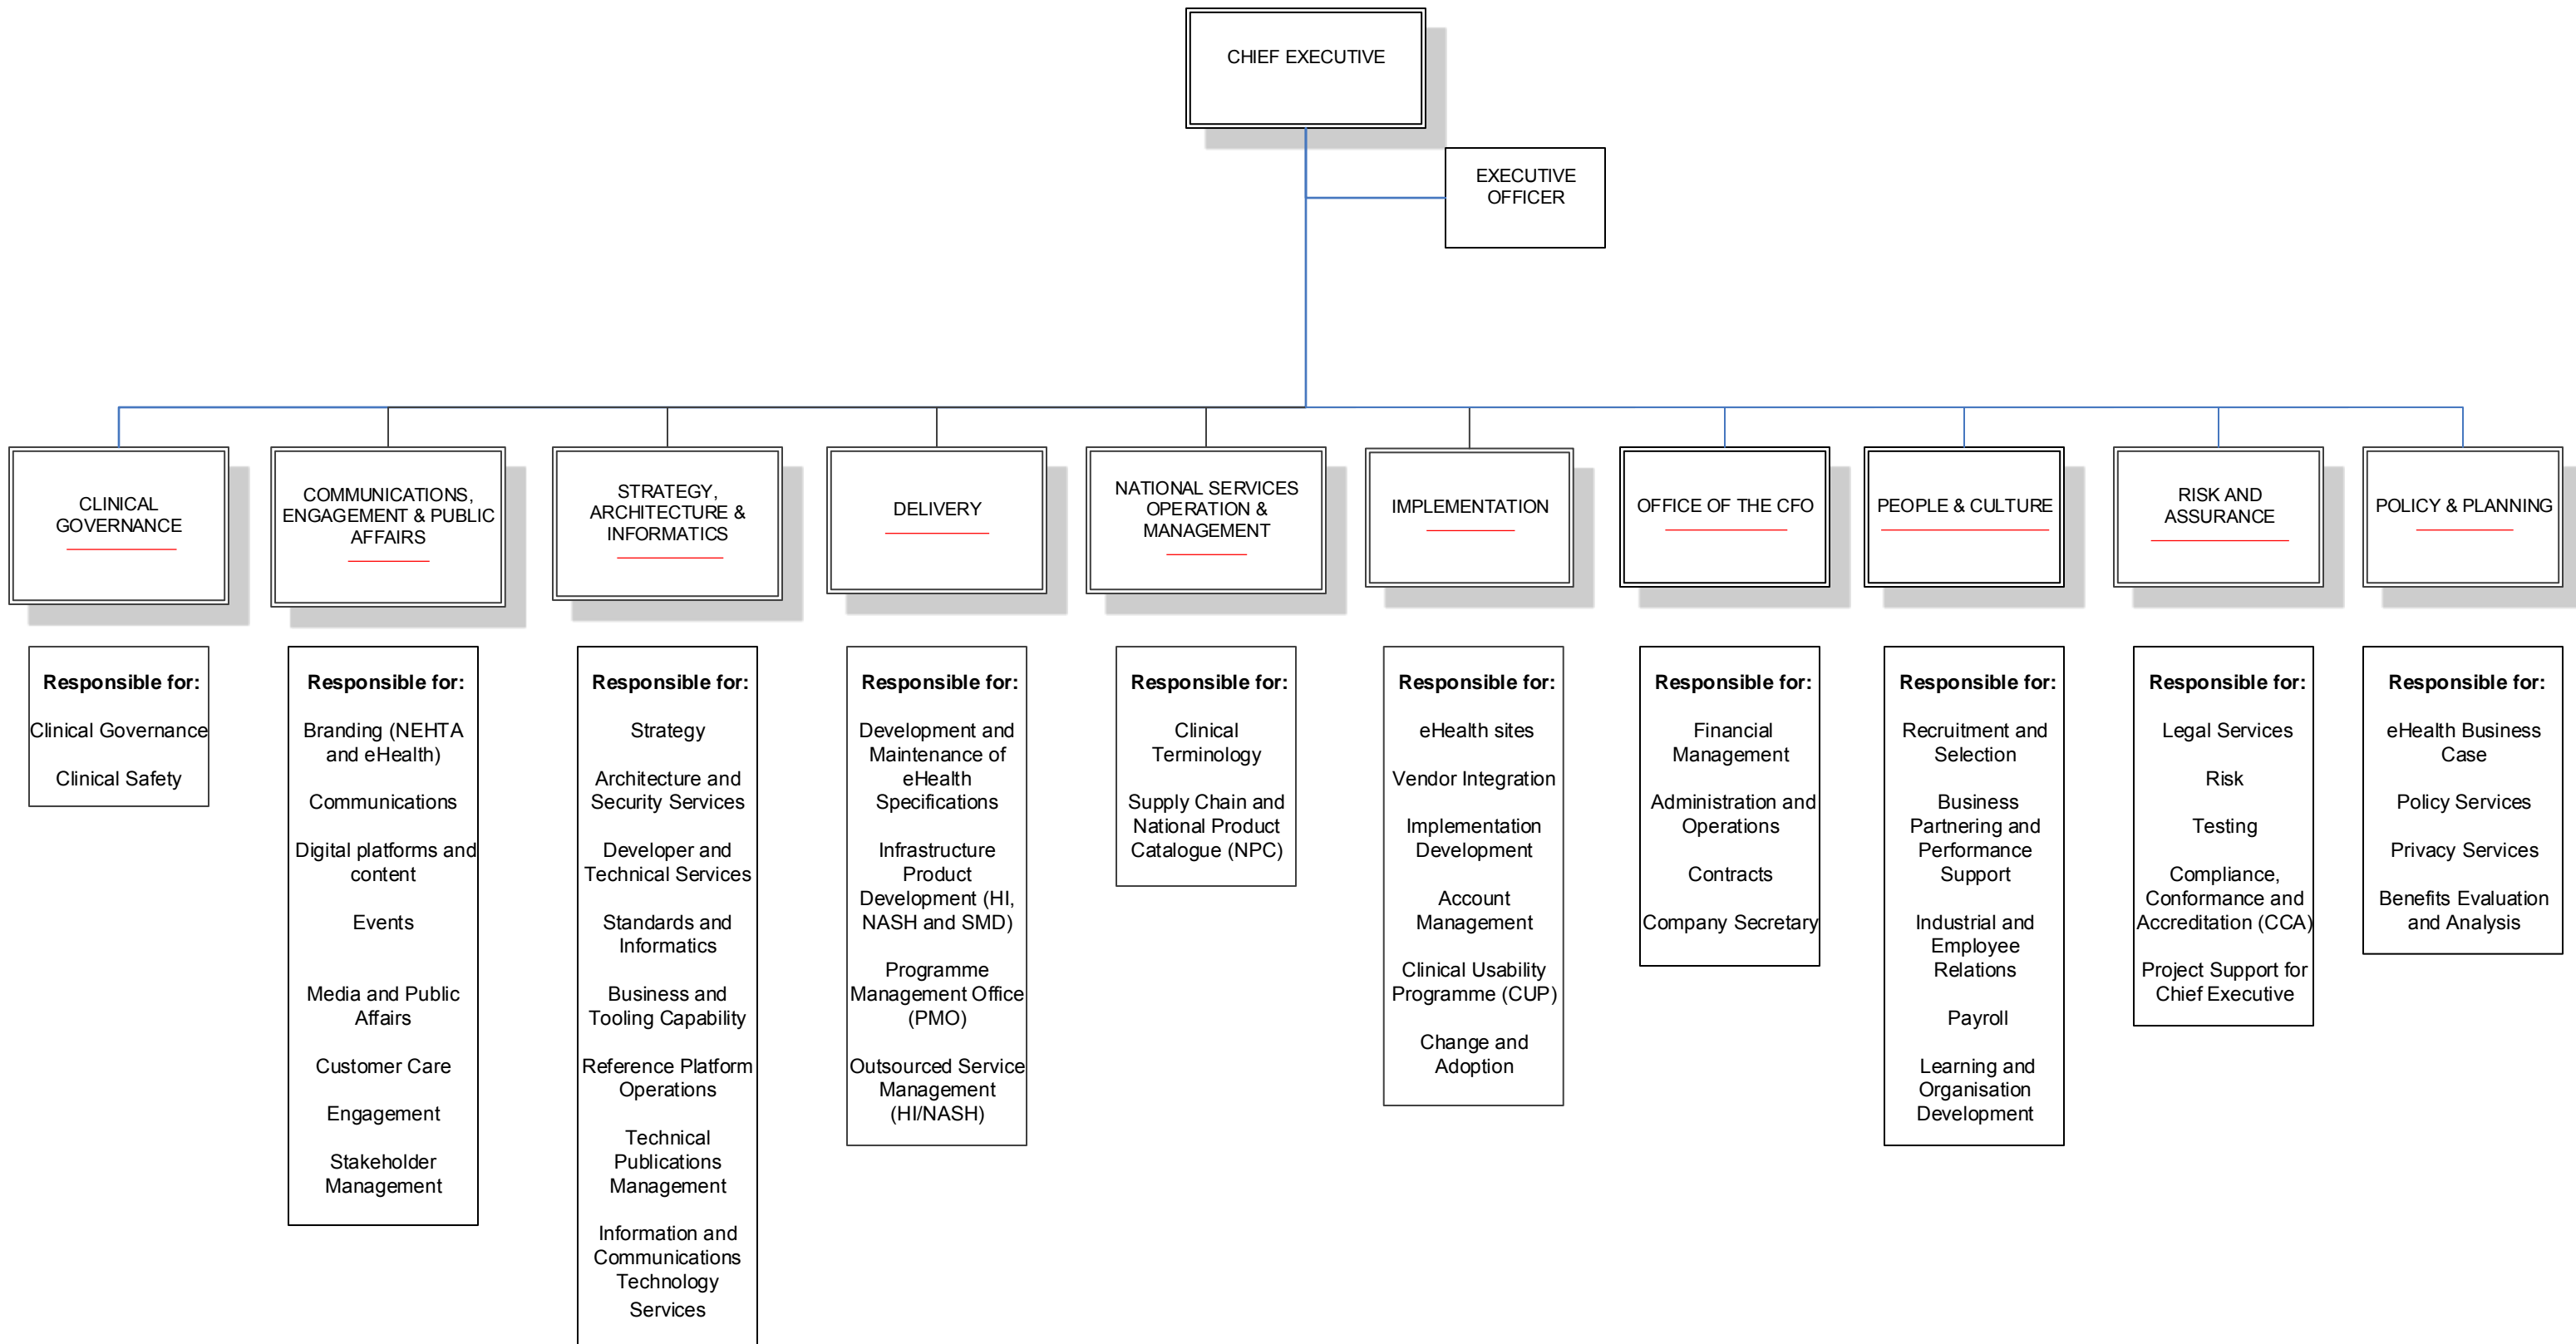 CHIEF EXECUTIVE
EXECUTIVE
OFFICER
CLINICAL
GOVERNANCE
COMMUNICATIONS,
ENGAGEMENT & PUBLIC
AFFAIRS
STRATEGY,
ARCHITECTURE &
INFORMATICS
DELIVERY
NATIONAL SERVICES
OPERATION &
MANAGEMENT
IMPLEMENTATION
OFFICE OF THE CFO
PEOPLE & CULTURE
RISK AND
ASSURANCE
POLICY & PLANNING
Responsible for:
Clinical Governance
Clinical Safety
Responsible for:
Branding (NEHTA
and eHealth)
Communications
Digital platforms and
content
Events
Media and Public
Affairs
Customer Care
Engagement
Stakeholder
Management
Responsible for:
Strategy
Architecture and
Security Services
Developer and
Technical Services
Standards and
Informatics
Business and
Tooling Capability
Reference Platform
Operations
Technical
Publications
Management
Information and
Communications
Technology
Services
Responsible for:
Development and
Maintenance of
eHealth
Specifications
Infrastructure
Product
Development (HI,
NASH and SMD)
Programme
Management Office
(PMO)
Outsourced Service
Management
(HI/NASH)
Responsible for:
Clinical
Terminology
Supply Chain and
National Product
Catalogue (NPC)
Responsible for:
eHealth sites
Vendor Integration
Implementation
Development
Account
Management
Clinical Usability
Programme (CUP)
Change and
Adoption
Responsible for:
Financial
Management
Administration and
Operations
Contracts
Company Secretary
Responsible for:
Recruitment and
Selection
Business
Partnering and
Performance
Support
Industrial and
Employee
Relations
Payroll
Learning and
Organisation
Development
Responsible for:
Legal Services
Risk
Testing
Compliance,
Conformance and
Accreditation (CCA)
Project Support for
Chief Executive
Responsible for:
eHealth Business
Case
Policy Services
Privacy Services
Benefits Evaluation
and Analysis